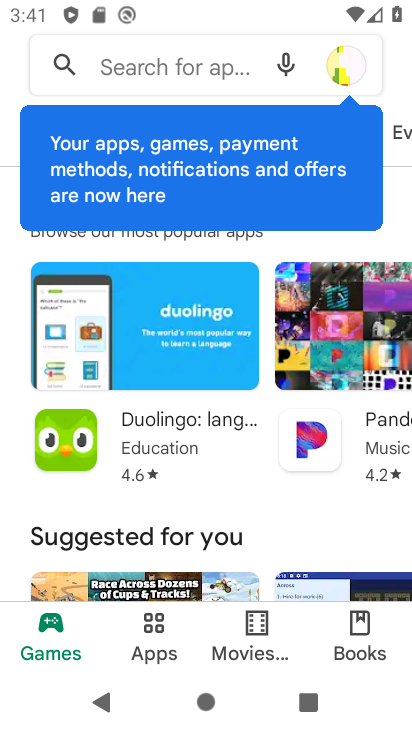 3:41
Search for ap...
Your apps, games, payment
methods, notifications and offers
are now here
Ev
Browse our most popular apps
duolingo
The world's most popular way
to learn a language
Duolingo: lang...
Education
4.6★
Pando
Music
4.2★
Suggested for you
Race Across Dozens
of Cups & Tracks!
Across
Games
Apps
Movies...
Books